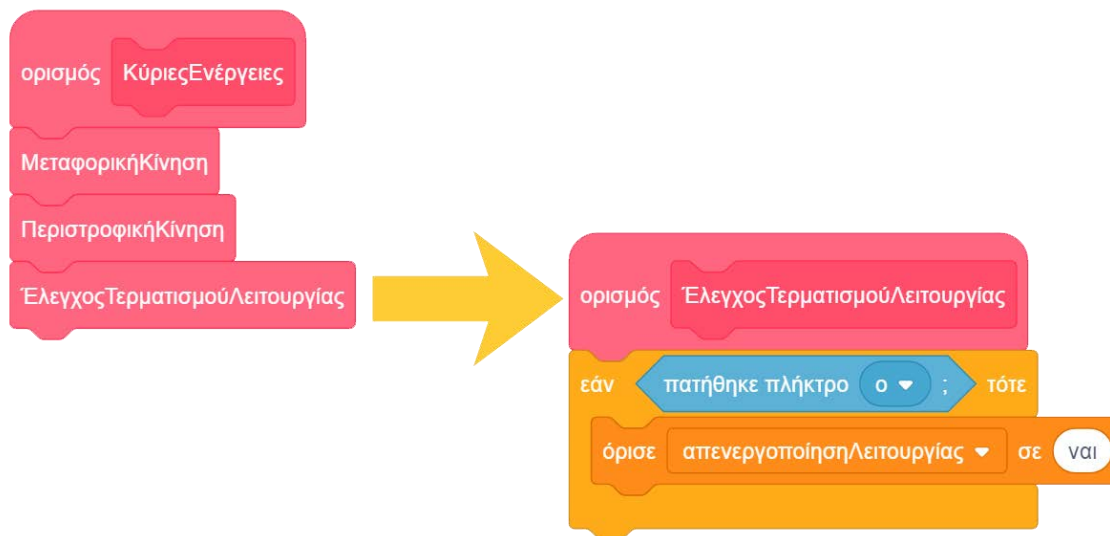 ορισμός ΚύριεςΕνέργειες
ΜεταφορικήΚίνηση
ΠεριστροφικήΚίνηση
ΈλεγχοςΤερματισμούΛειτουργίας
ορισμός ΈλεγχοςΤερματισμούΛειτουργίας
εάν πατήθηκε πλήκτρο ο ; τότε
όρισε απενεργοποίησηΛειτουργίας σε ναι